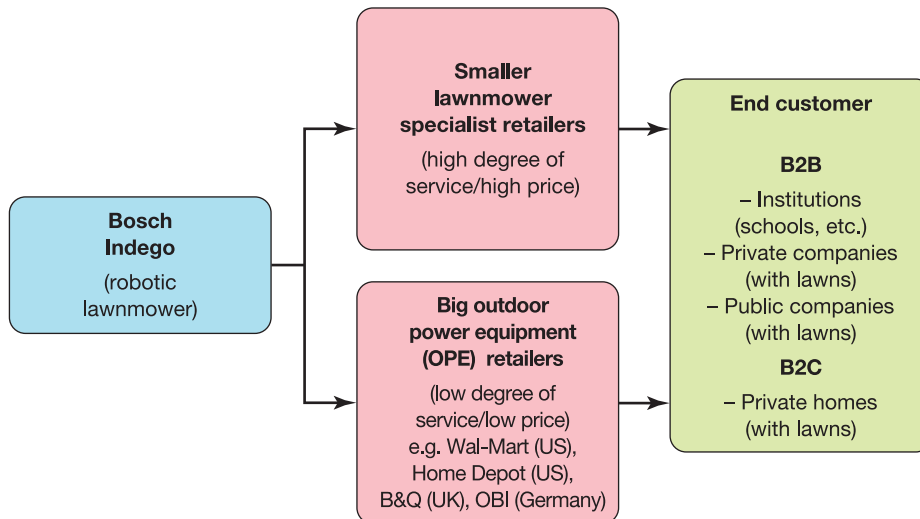 Bosch
Indego
(robotic
lawnmower)
Smaller
lawnmower
specialist retailers
(high degree of
service/high price)
Big outdoor
power equipment
(OPE) retailers
(low degree of
service/low price)
e.g. Wal-Mart (US),
Home Depot (US),
B&Q (UK), OBI (Germany)
End customer
B2B
– Institutions
(schools, etc.)
– Private companies
(with lawns)
– Public companies
(with lawns)
B2C
– Private homes
(with lawns)